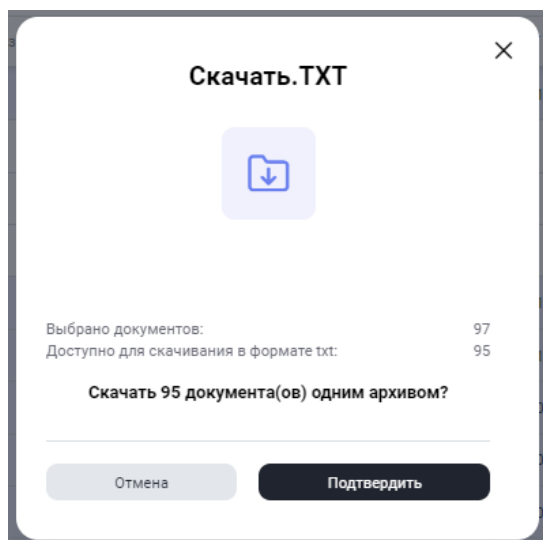 Скачать.TXT
Выбрано документов: 97
Доступно для скачивания в формате txt: 95
Скачать 95 документа(ов) одним архивом?
Отмена Подтвердить